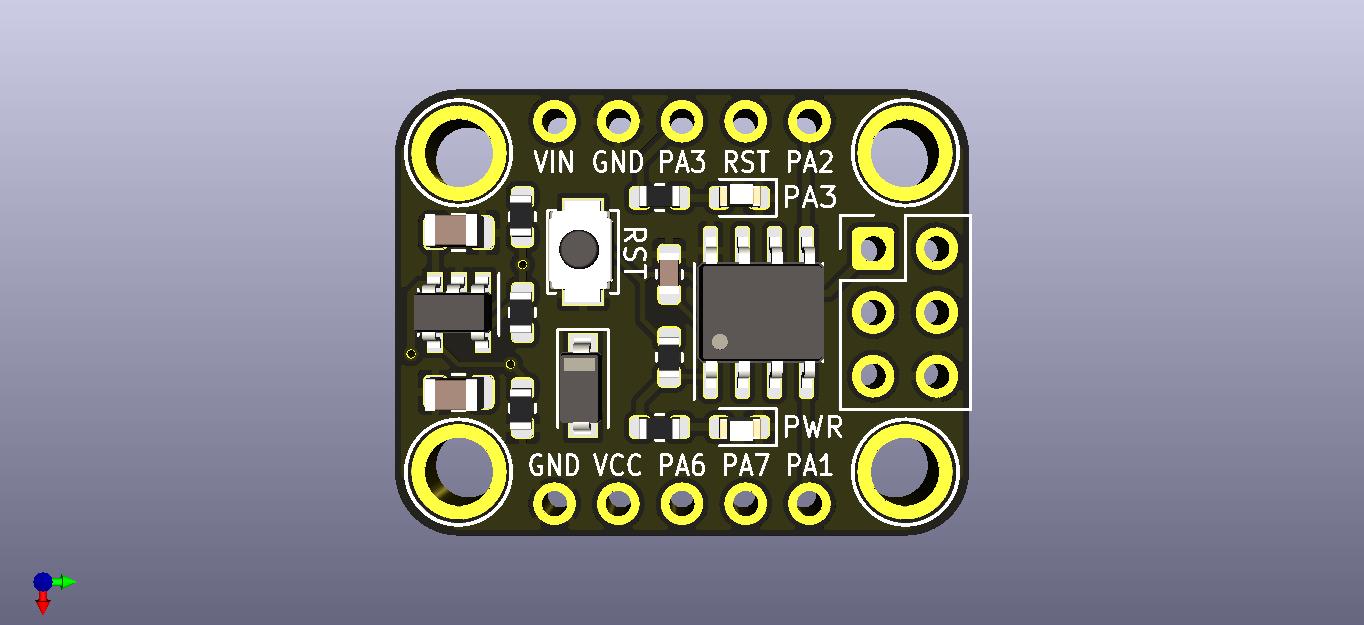 VIN GND PA3 RST PA2
PA3
RST
PWR
GND VCC PA6 PA7 PA1